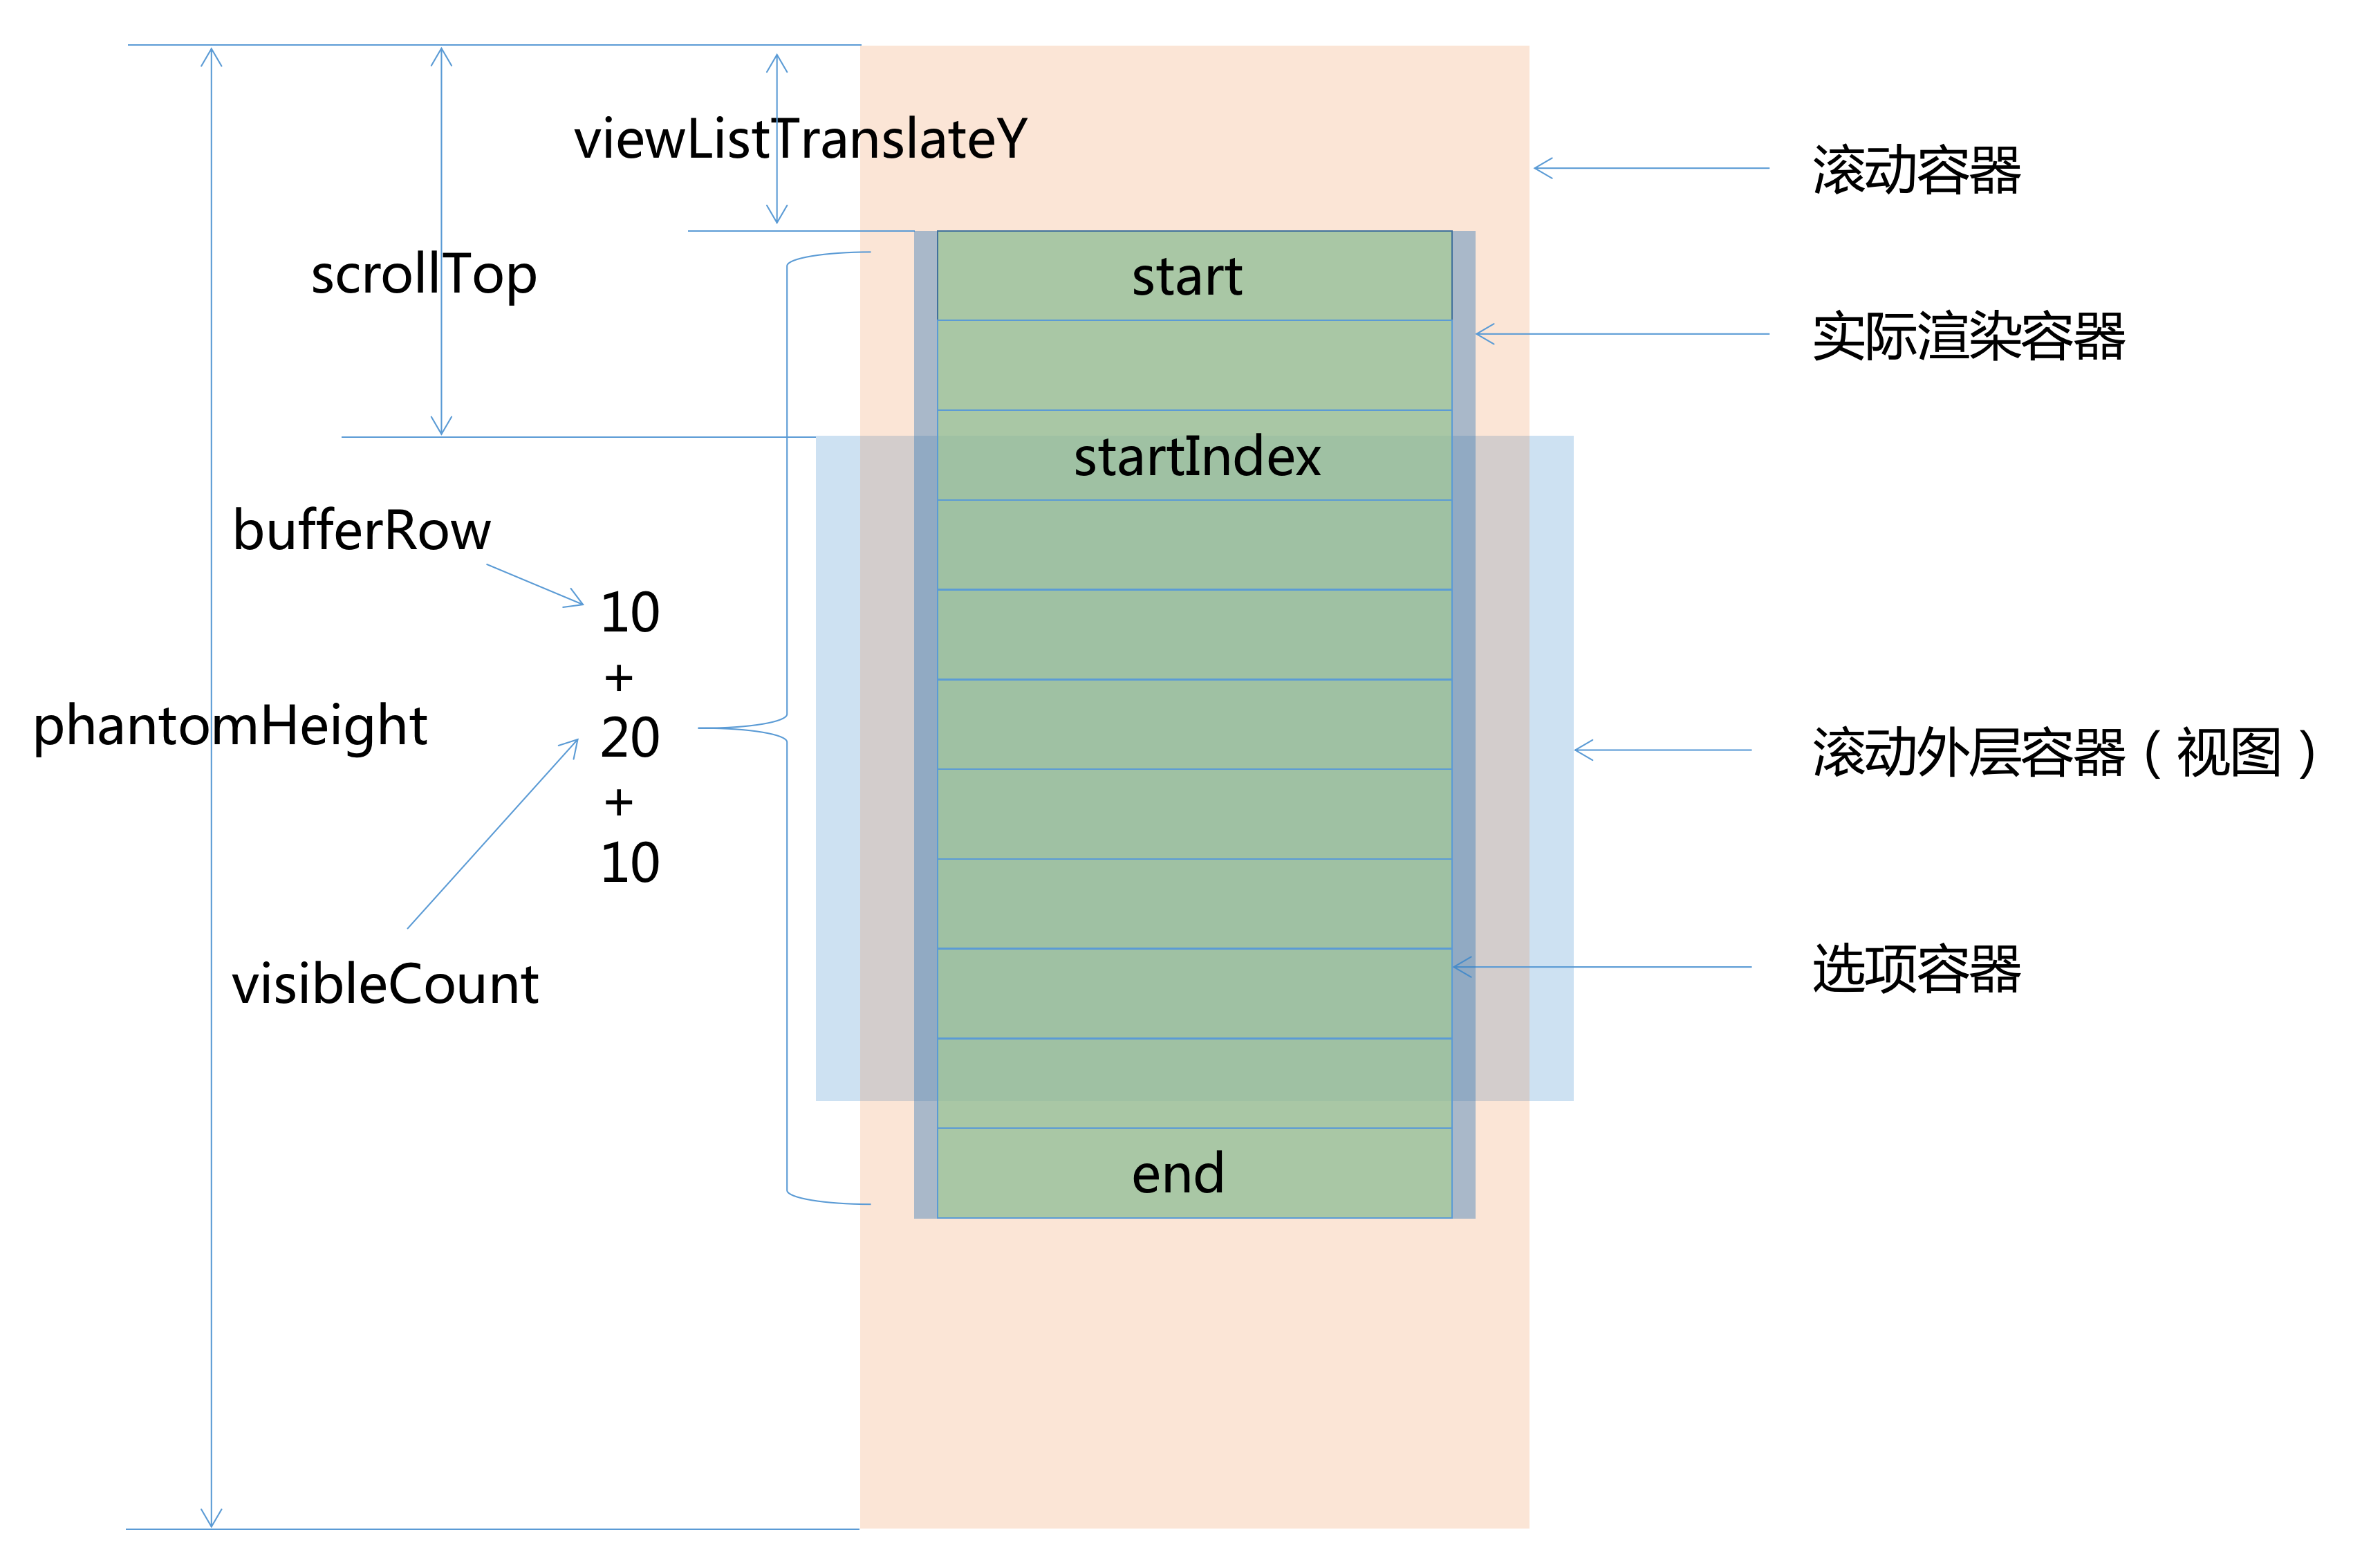 viewListTranslateY
滚动容器
scrollTop
start
实际渲染容器
startIndex
bufferRow
10
+
phantomHeight
20
滚动外层容器（视图）
+
10
visibleCount
选项容器
end